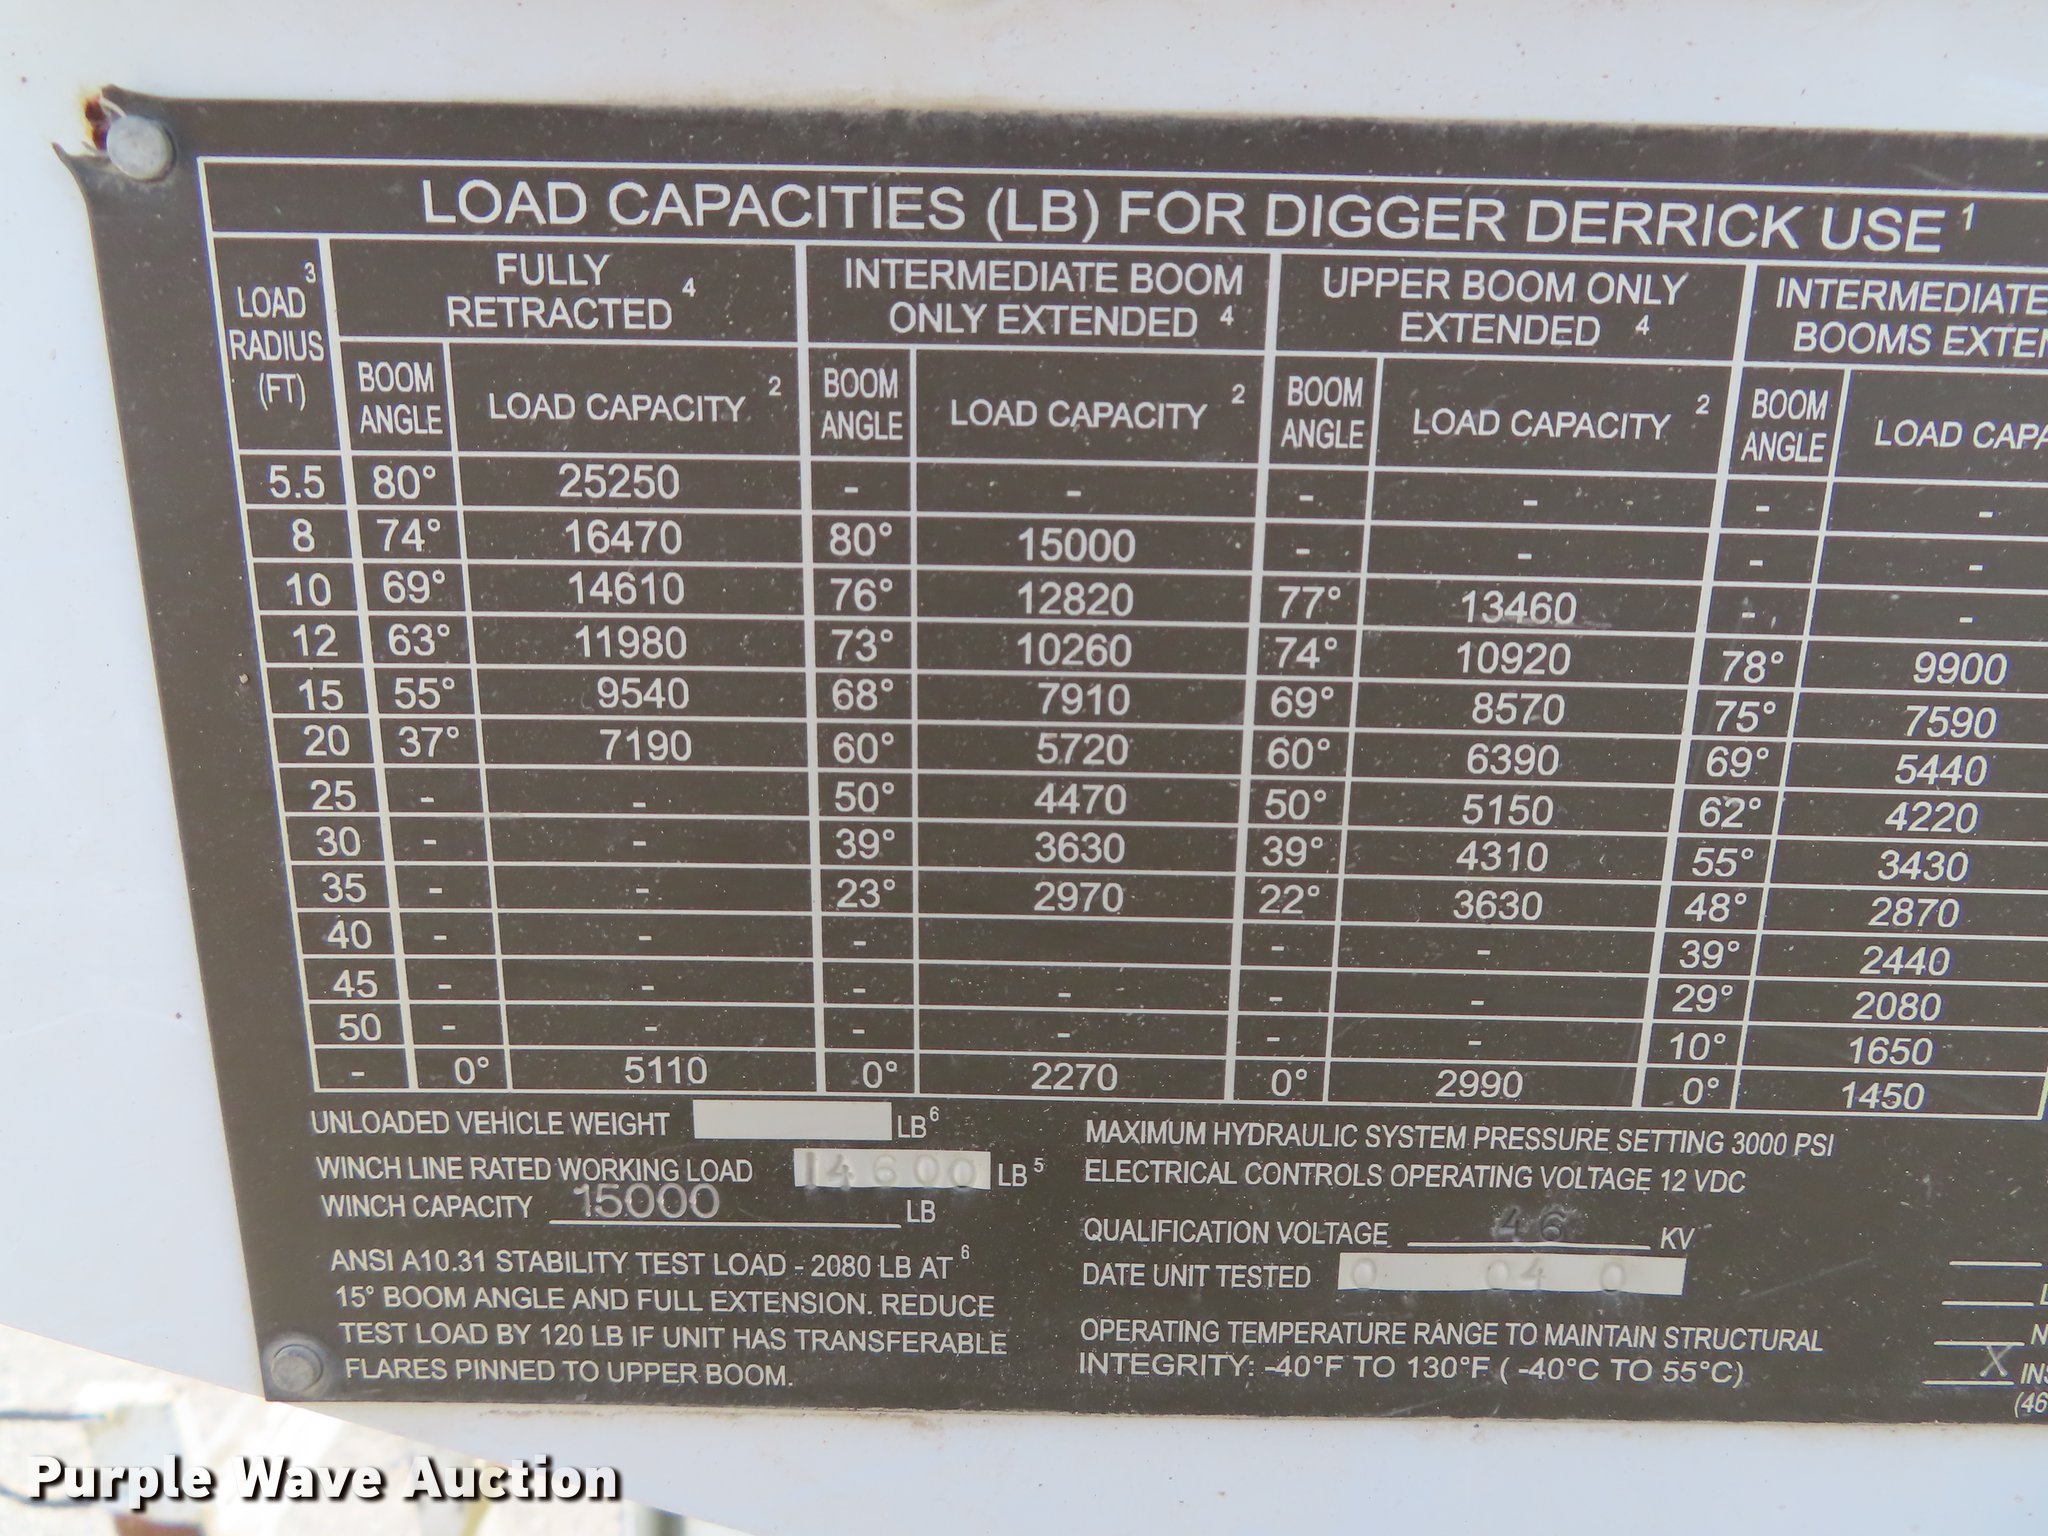 LOAD CAPACITIES (LB) FOR DIGGER DERRICK USE 1
LOAD 3
RADIUS
(FT)
FULLY
RETRACTED 4
INTERMEDIATE BOOM
ONLY EXTENDED 4
UPPER BOOM ONLY
EXTENDED 4
INTERMEDIATE
BOOMS
BOOM
ANGLE
LOAD CAPACITY 2
BOOM
ANGLE
LOAD CAPACITY 2
BOOM
ANGLE
LOAD CAPACITY 2
BOOM
ANGLE
LOAD
5.5 80° 25250 - - - - - -
8 74° 16470 80° 15000 - - - -
10 69° 14610 76° 12820 77° 13460 - -
12 63° 11980 73° 10260 74° 10920 78° 9900
15 55° 9540 68° 7910 69° 8570 75° 7590
20 37° 7190 60° 5720 60° 6390 69° 5440
25 - - 50° 4470 50° 5150 62° 4220
30 - - 39° 3630 39° 4310 55° 3430
35 - - 23° 2970 22° 3630 48° 2870
40 - - - - - 39° 2440
45 - - - - - - 29° 2080
50 - - - - - - 10° 1650
- 0° 5110 0° 2270 0° 2990 0° 1450
UNLOADED VEHICLE WEIGHT LB 6
WINCH LINE RATED WORKING LOAD 14600 LB 5
WINCH CAPACITY 15000 LB
ANSI A10.31 STABILITY TEST LOAD - 2080 LB AT 6
15° BOOM ANGLE AND FULL EXTENSION. REDUCE
TEST LOAD BY 120 LB IF UNIT HAS TRANSFERABLE
FLARES PINNED TO UPPER BOOM.
MAXIMUM HYDRAULIC SYSTEM PRESSURE SETTING 3000 PSI
ELECTRICAL CONTROLS OPERATING VOLTAGE 12 VDC
QUALIFICATION VOLTAGE 46 KV
DATE UNIT TESTED 0 04 0
OPERATING TEMPERATURE RANGE TO MAINTAIN STRUCTURAL
INTEGRITY: -40°F TO 130°F ( -40°C TO 55°C)
X
Purple Wave Auction